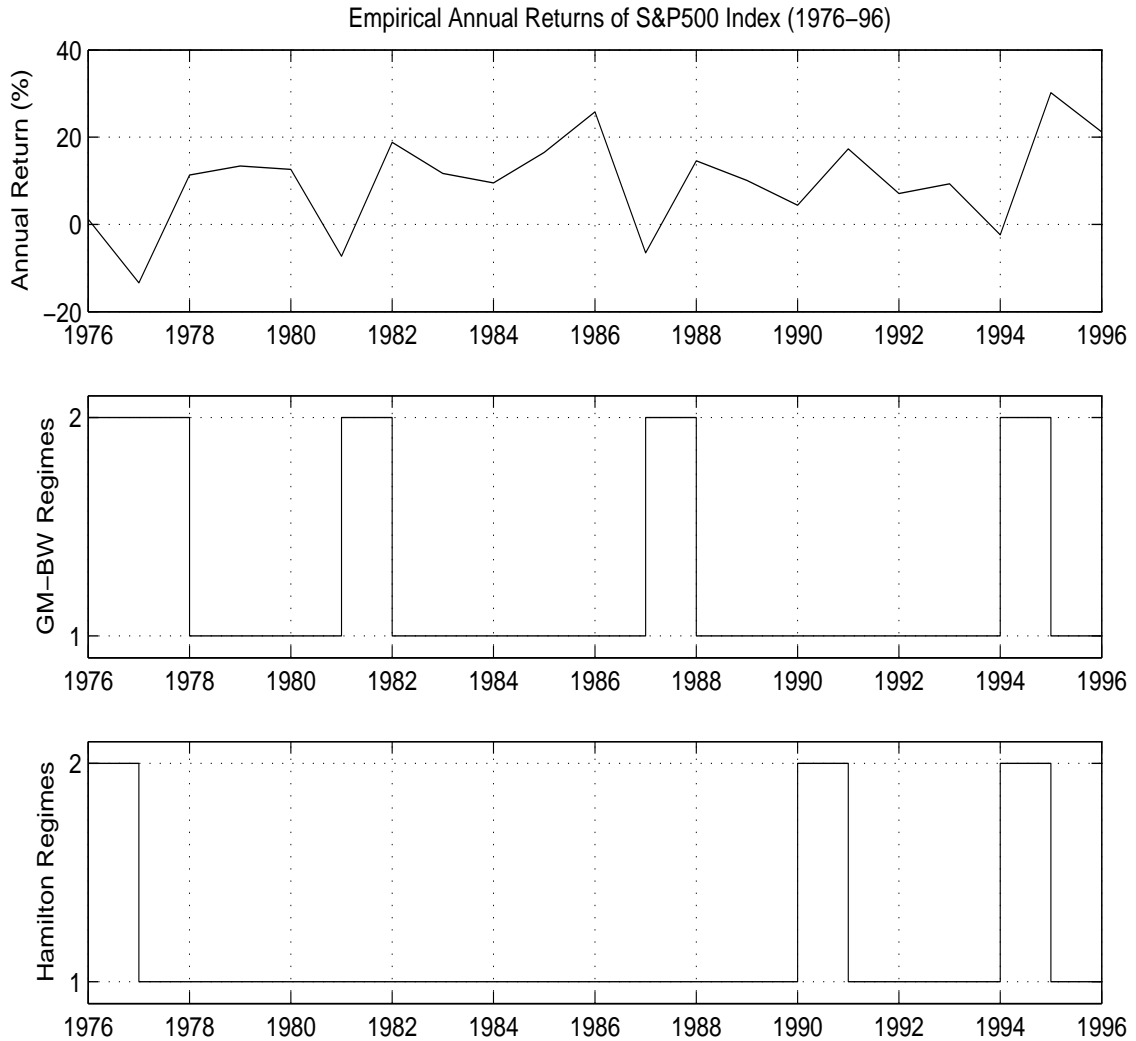 Empirical Annual Returns of S&P500 Index (1976−96)
Annual Return (%)
40
20
0
−20
1976 1978 1980 1982 1984 1986 1988 1990 1992 1994 1996
GM−BW Regimes
2
1
1976 1978 1980 1982 1984 1986 1988 1990 1992 1994 1996
Hamilton Regimes
2
1
1976 1978 1980 1982 1984 1986 1988 1990 1992 1994 1996